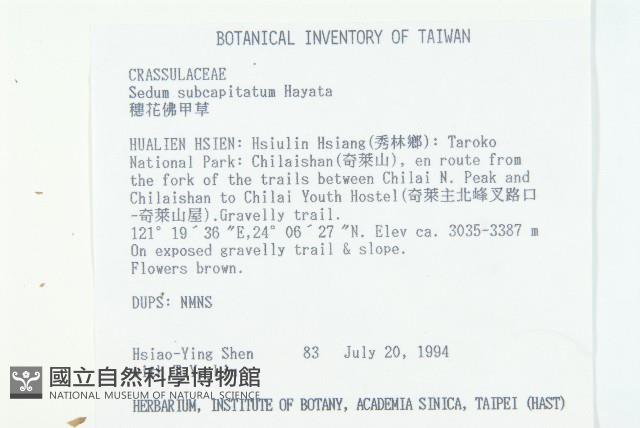 BOTANICAL INVENTORY OF TAIWAN
CRASSULACEAE
Sedum subcapitatum Hayata
穗花佛甲草
HUALIEN HSIEN: Hsiulin Hsiang(秀林鄉): Taroko
National Park: Chilaishan(奇萊山), en route from
the fork of the trails between Chilai N. Peak and
Chilaishan to Chilai Youth Hostel(奇萊主北峰叉路口
-奇萊山屋).Gravelly trail.
121° 19´36 ˝E,24° 06´27 ˝N. Elev ca. 3035-3387 m
On exposed gravelly trail & slope.
Flowers brown.
DUPS: NMNS
Hsiao-Ying Shen 83 July 20, 1994
國立自然科學博物館
NATIONAL MUSEUM OF NATURAL SCIENCE
HERBARIUM, INSTITUTE OF BOTANY, ACADEMIA SINICA, TAIPEI (HAST)